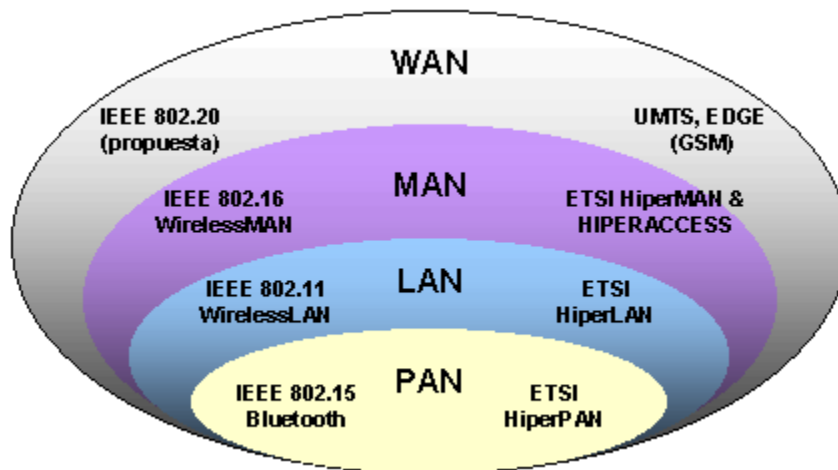 WAN
IEEE 802.20
(propuesta)
UMTS, EDGE
(GSM)
MAN
IEEE 802.16
WirelessMAN
ETSI HiperMAN &
HIPERACCESS
LAN
IEEE 802.11
WirelessLAN
ETSI
HiperLAN
PAN
IEEE 802.15
Bluetooth
ETSI
HiperPAN